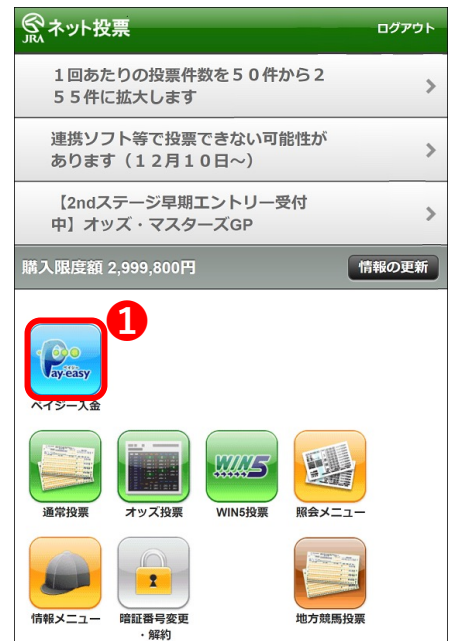 JRA ネット投票 ログアウト
1回あたりの投票件数を50件から2
55件に拡大します
連携ソフト等で投票できない可能性が
あります（12月10日～）
【2ndステージ早期エントリー受付
中】オッズ・マスターズGP
購入限度額 2,999,800円 情報の更新
1
Pay-easy
ペイジー入金
通常投票 オッズ投票 WIN5投票 照会メニュー
WIN5
情報メニュー 暗証番号変更 地方競馬投票
・解約